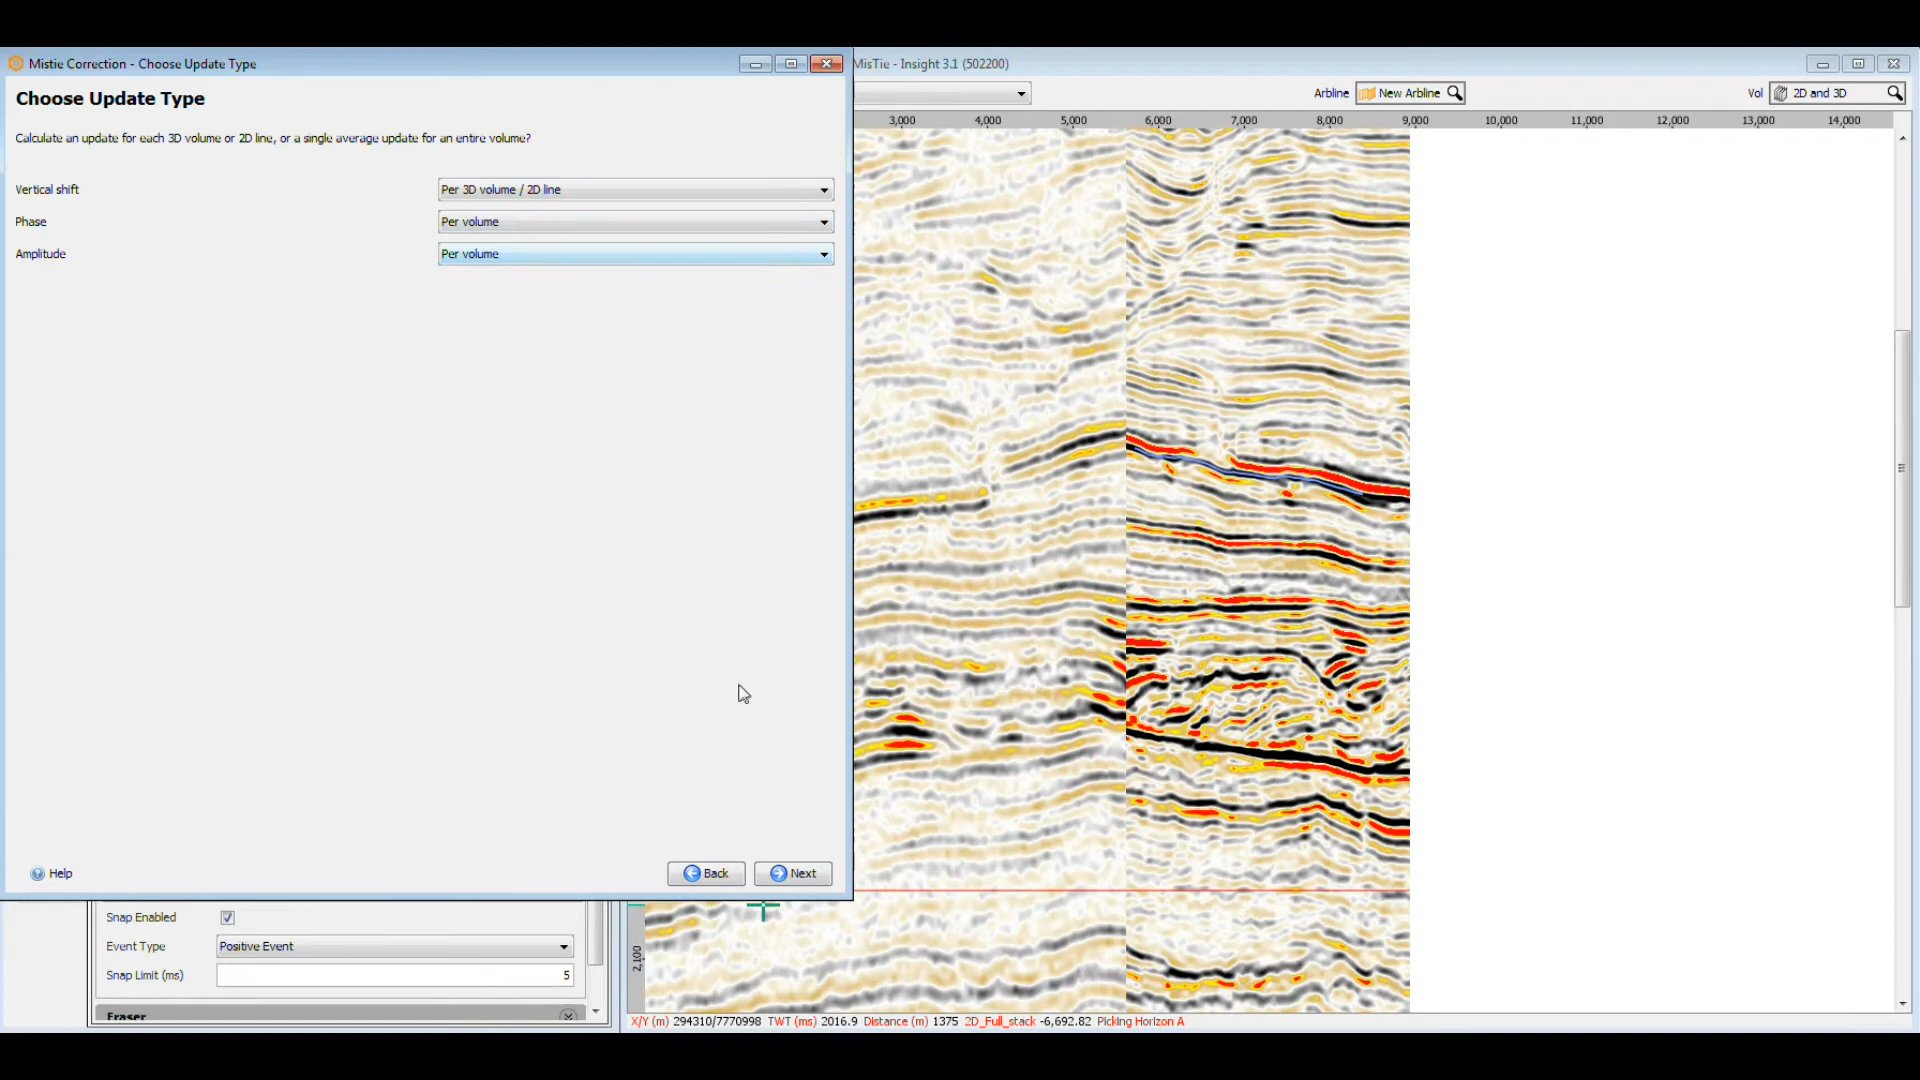 Mistie Correction - Choose Update Type
MisTie - Insight 3.1 (502200)
Choose Update Type
Arbline New Arbline Vol 2D and 3D
3,000 4,000 5,000 6,000 7,000 8,000 9,000 10,000 11,000 12,000 13,000 14,000
Calculate an update for each 3D volume or 2D line, or a single average update for an entire volume?
Vertical shift Per 3D volume / 2D line
Phase Per volume
Amplitude Per volume
Help Back Next
Snap Enabled
Event Type Positive Event
Snap Limit (ms) 5
2,100
Eraser
X/Y (m) 294310/7770998 TWT (ms) 2016.9 Distance (m) 1375 2D_Full_stack -6,692.82 Picking Horizon A